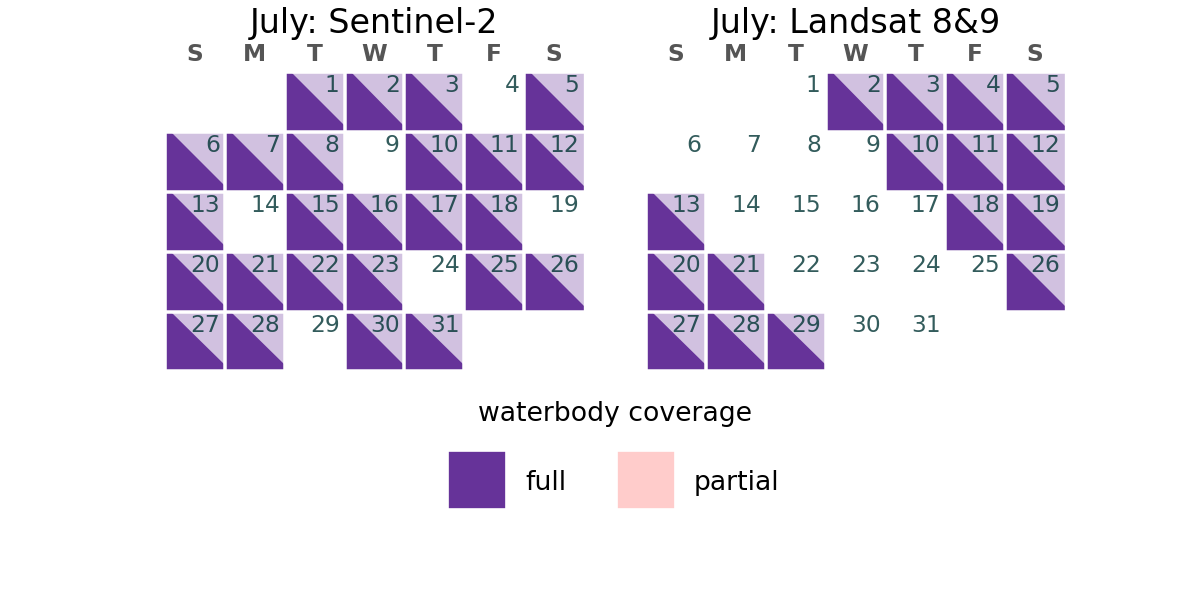 July: Sentinel-2
S M T W T F S
1 2 3 4 5
6 7 8 9 10 11 12
13 14 15 16 17 18 19
20 21 22 23 24 25 26
27 28 29 30 31
July: Landsat 8&9
S M T W T F S
1 2 3 4 5
6 7 8 9 10 11 12
13 14 15 16 17 18 19
20 21 22 23 24 25 26
27 28 29 30 31
waterbody coverage
full
partial